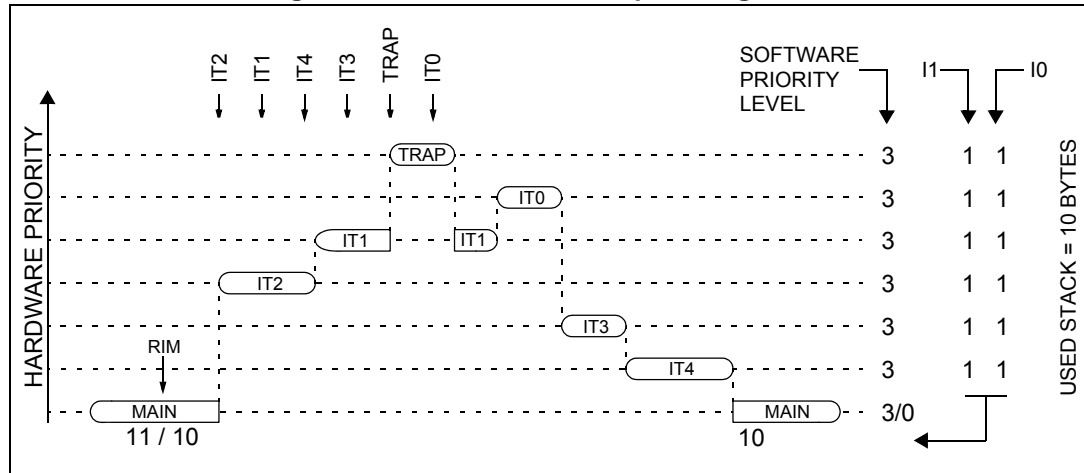 IT2
IT1
IT4
IT3
TRAP
IT0
SOFTWARE
PRIORITY
LEVEL
I1
I0
HARDWARE PRIORITY
USED STACK = 10 BYTES
TRAP
3 1 1
IT0
3 1 1
IT1
IT1
3 1 1
IT2
3 1 1
IT3
3 1 1
RIM
IT4
3 1 1
MAIN
MAIN
3/0
11 / 10
10